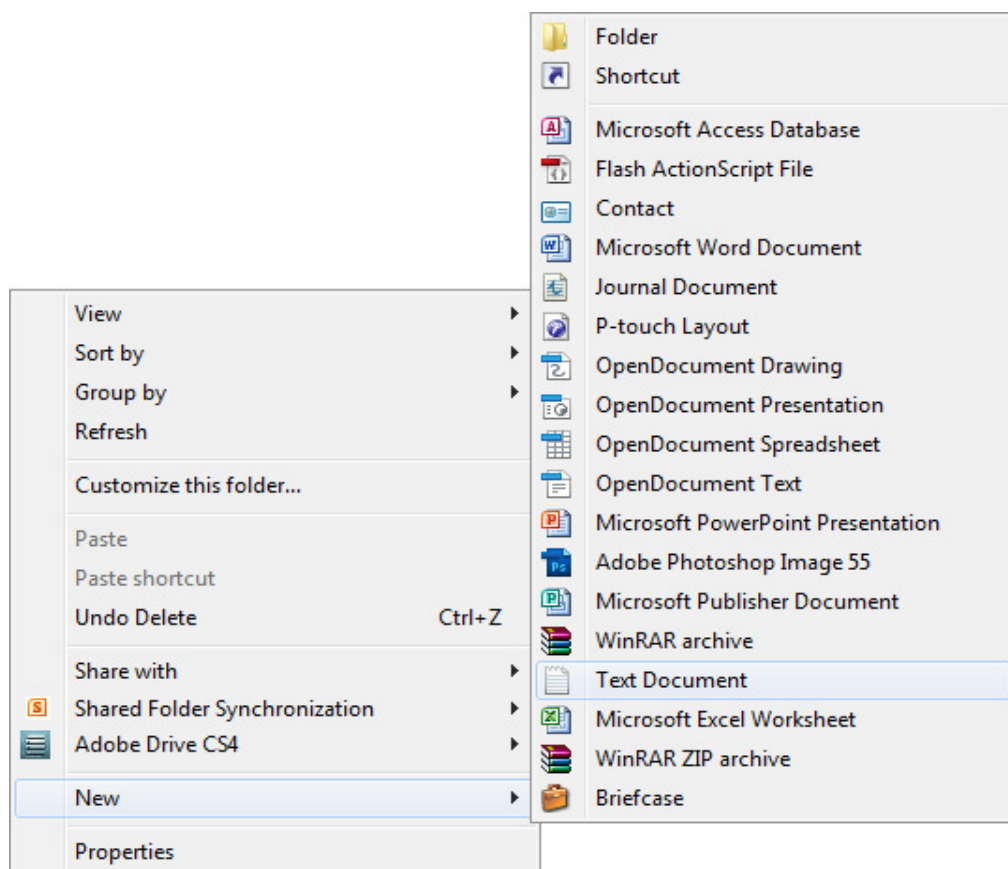 View
Sort by
Group by
Refresh
Customize this folder...
Paste
Paste shortcut
Undo Delete Ctrl+Z
Share with
Shared Folder Synchronization
Adobe Drive CS4
New
Properties
Folder
Shortcut
Microsoft Access Database
Flash ActionScript File
Contact
Microsoft Word Document
Journal Document
P-touch Layout
OpenDocument Drawing
OpenDocument Presentation
OpenDocument Spreadsheet
OpenDocument Text
Microsoft PowerPoint Presentation
Adobe Photoshop Image 55
Microsoft Publisher Document
WinRAR archive
Text Document
Microsoft Excel Worksheet
WinRAR ZIP archive
Briefcase